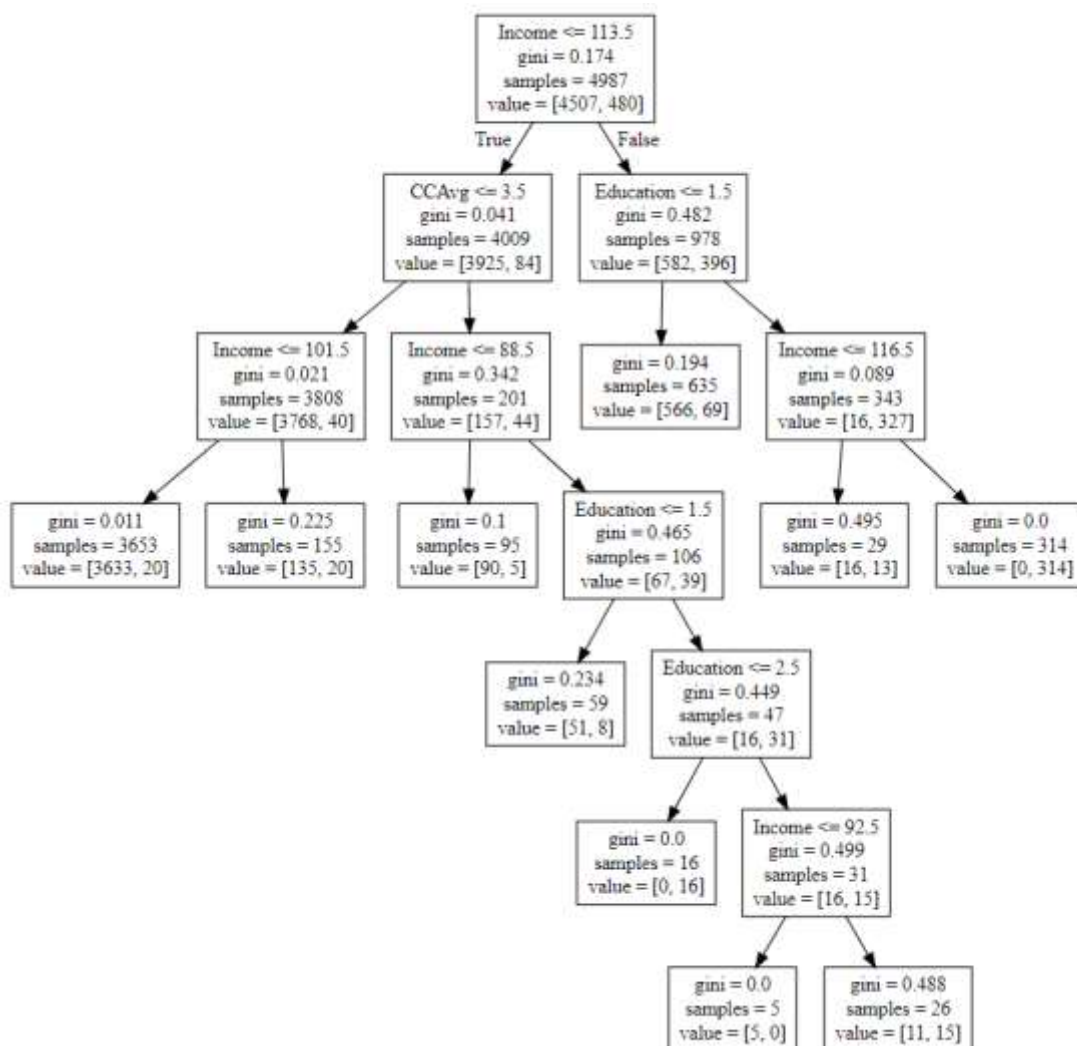 Income <= 113.5
gini = 0.174
samples = 4987
value = [4507, 480]
True
False
CCAvg <= 3.5
gini = 0.041
samples = 4009
value = [3925, 84]
Education <= 1.5
gini = 0.482
samples = 978
value = [582, 396]
Income <= 101.5
gini = 0.021
samples = 3808
value = [3768, 40]
Income <= 88.5
gini = 0.342
samples = 201
value = [157, 44]
gini = 0.194
samples = 635
value = [566, 69]
Income <= 116.5
gini = 0.089
samples = 343
value = [16, 327]
gini = 0.011
samples = 3653
value = [3633, 20]
gini = 0.225
samples = 155
value = [135, 20]
gini = 0.1
samples = 95
value = [90, 5]
Education <= 1.5
gini = 0.465
samples = 106
value = [67, 39]
gini = 0.495
samples = 29
value = [16, 13]
gini = 0.0
samples = 314
value = [0, 314]
gini = 0.234
samples = 59
value = [51, 8]
Education <= 2.5
gini = 0.449
samples = 47
value = [16, 31]
gini = 0.0
samples = 16
value = [0, 16]
Income <= 92.5
gini = 0.499
samples = 31
value = [16, 15]
gini = 0.0
samples = 5
value = [5, 0]
gini = 0.488
samples = 26
value = [11, 15]